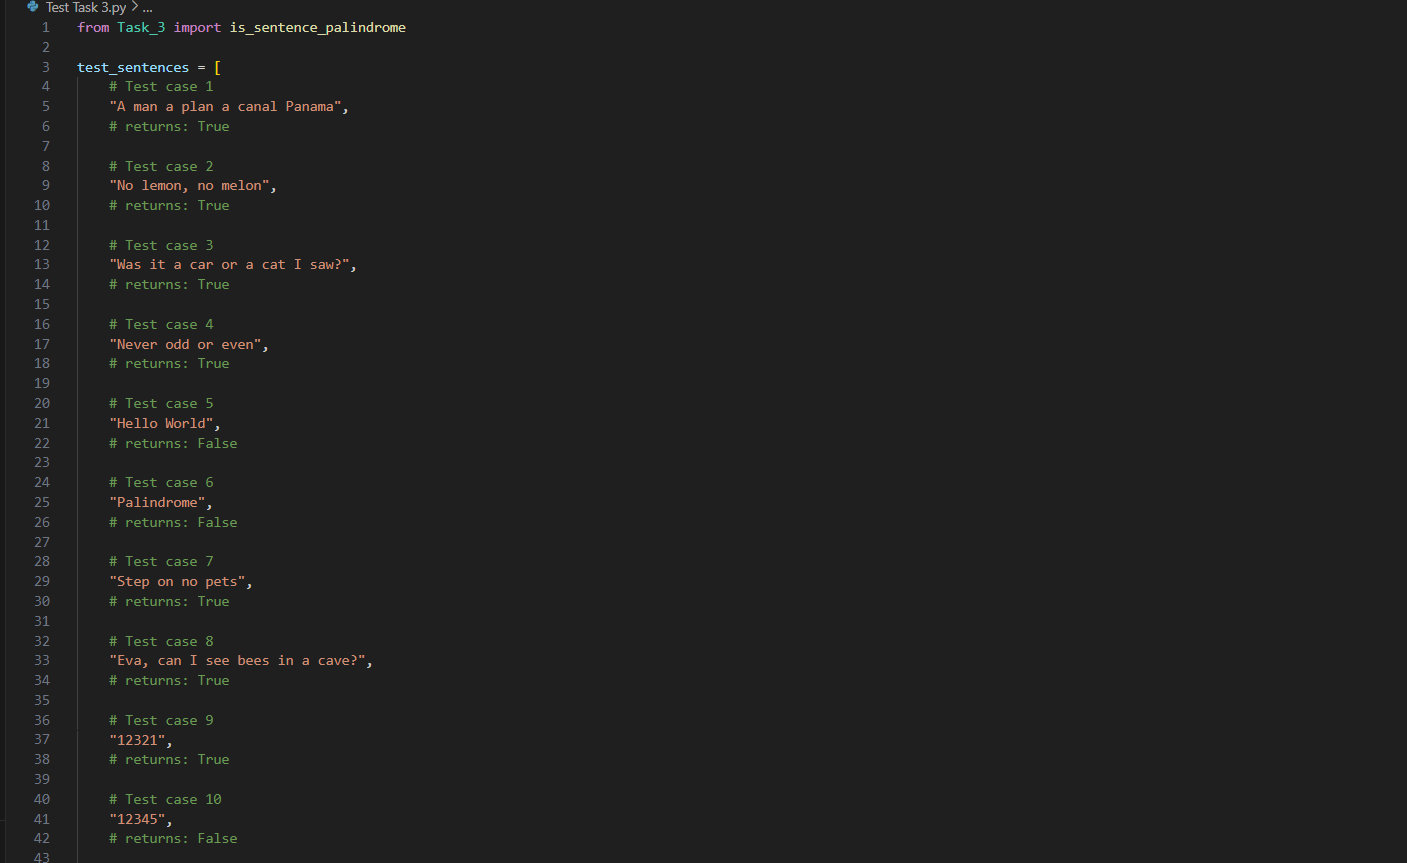 Test Task 3.py > ...
1 from Task_3 import is_sentence_palindrome
2
3 test_sentences = [
4     # Test case 1
5     "A man a plan a canal Panama",
6     # returns: True
7
8     # Test case 2
9     "No lemon, no melon",
10     # returns: True
11
12     # Test case 3
13     "Was it a car or a cat I saw?",
14     # returns: True
15
16     # Test case 4
17     "Never odd or even",
18     # returns: True
19
20     # Test case 5
21     "Hello World",
22     # returns: False
23
24     # Test case 6
25     "Palindrome",
26     # returns: False
27
28     # Test case 7
29     "Step on no pets",
30     # returns: True
31
32     # Test case 8
33     "Eva, can I see bees in a cave?",
34     # returns: True
35
36     # Test case 9
37     "12321",
38     # returns: True
39
40     # Test case 10
41     "12345",
42     # returns: False
43